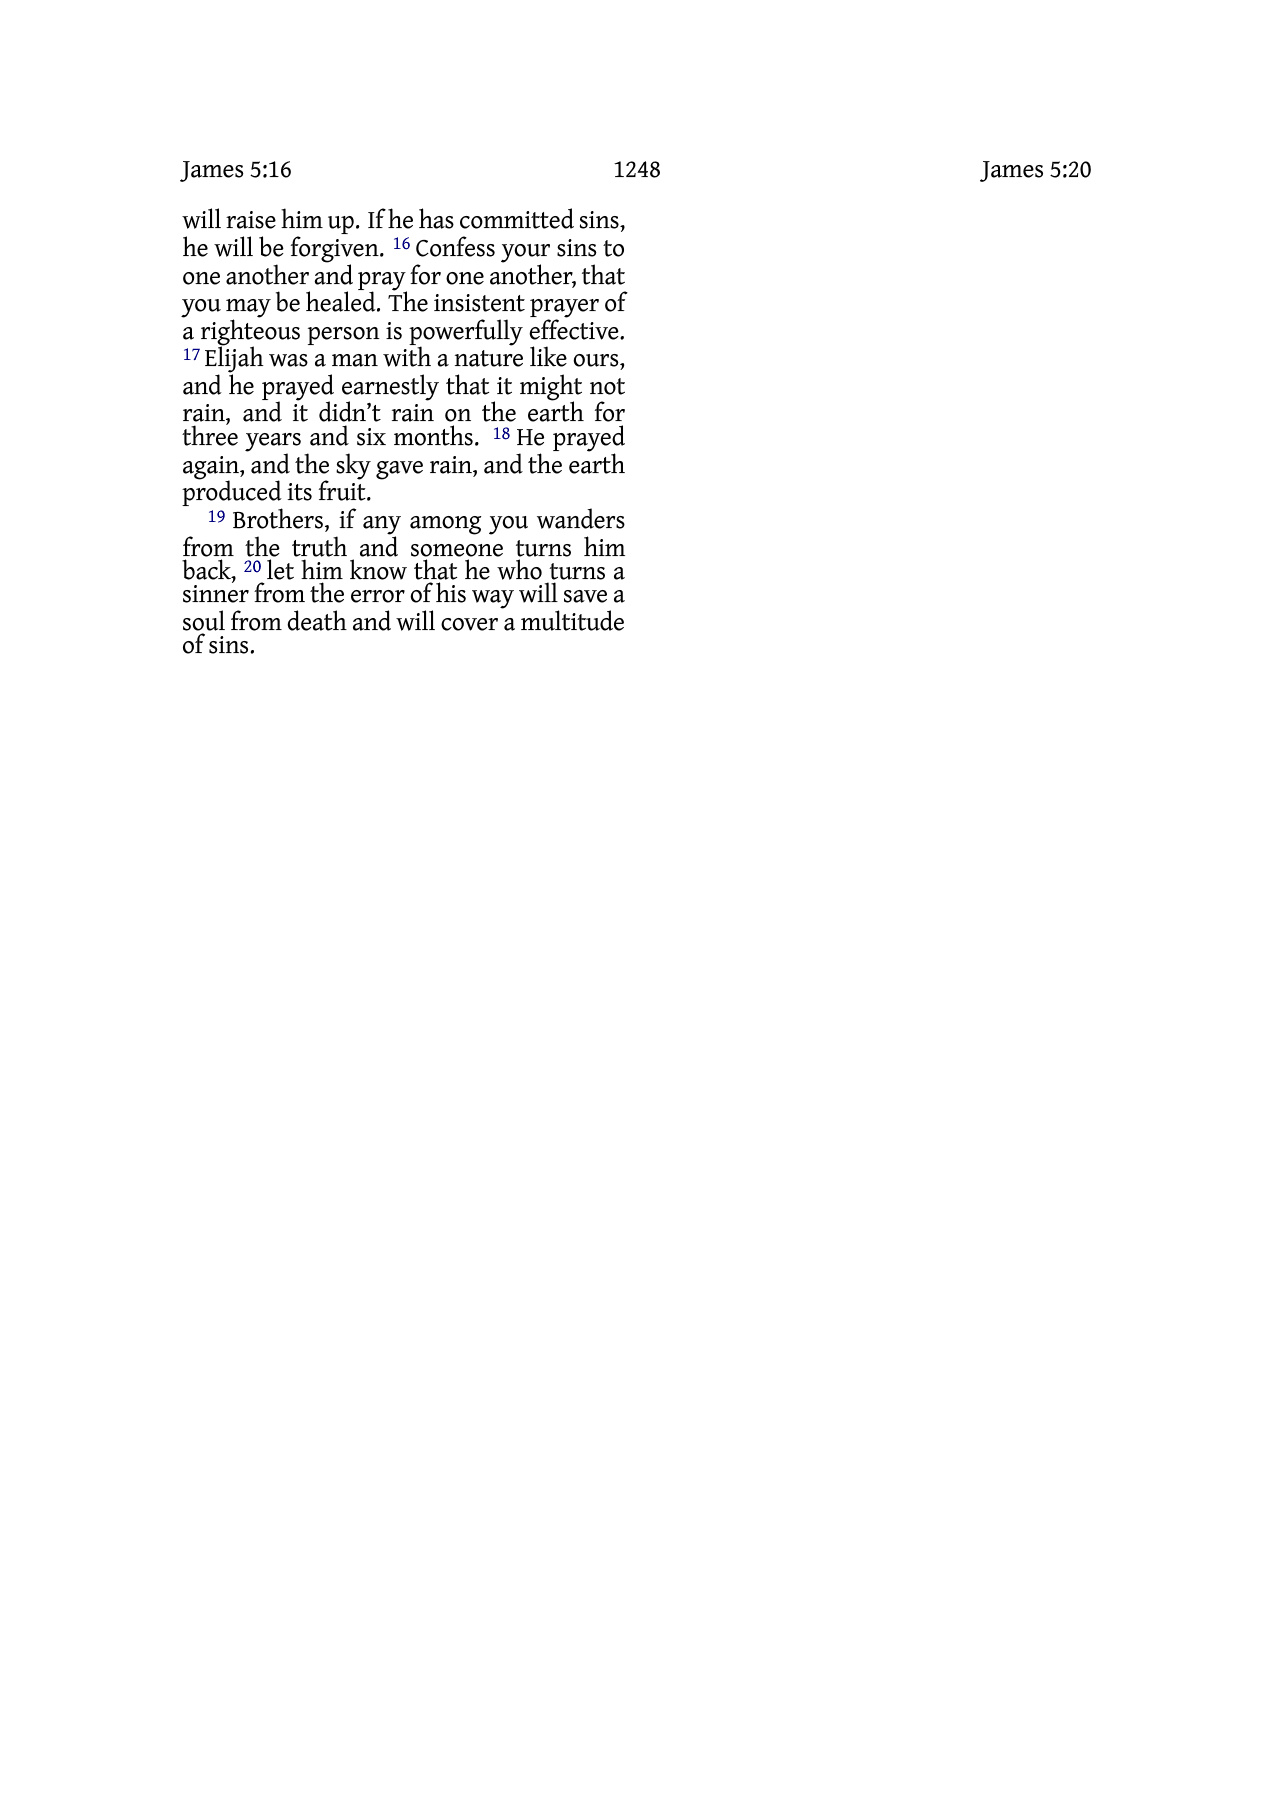 James 5:16 1248 James 5:20
will raise him up. If he has committed sins,
he will be forgiven. 16 Confess your sins to
one another and pray for one another, that
you may be healed. The insistent prayer of
a righteous person is powerfully effective.
17 Elijah was a man with a nature like ours,
and he prayed earnestly that it might not
rain, and it didn’t rain on the earth for
three years and six months. 18 He prayed
again, and the sky gave rain, and the earth
produced its fruit.
19 Brothers, if any among you wanders
from the truth and someone turns him
back, 20 let him know that he who turns a
sinner from the error of his way will save a
soul from death and will cover a multitude
of sins.